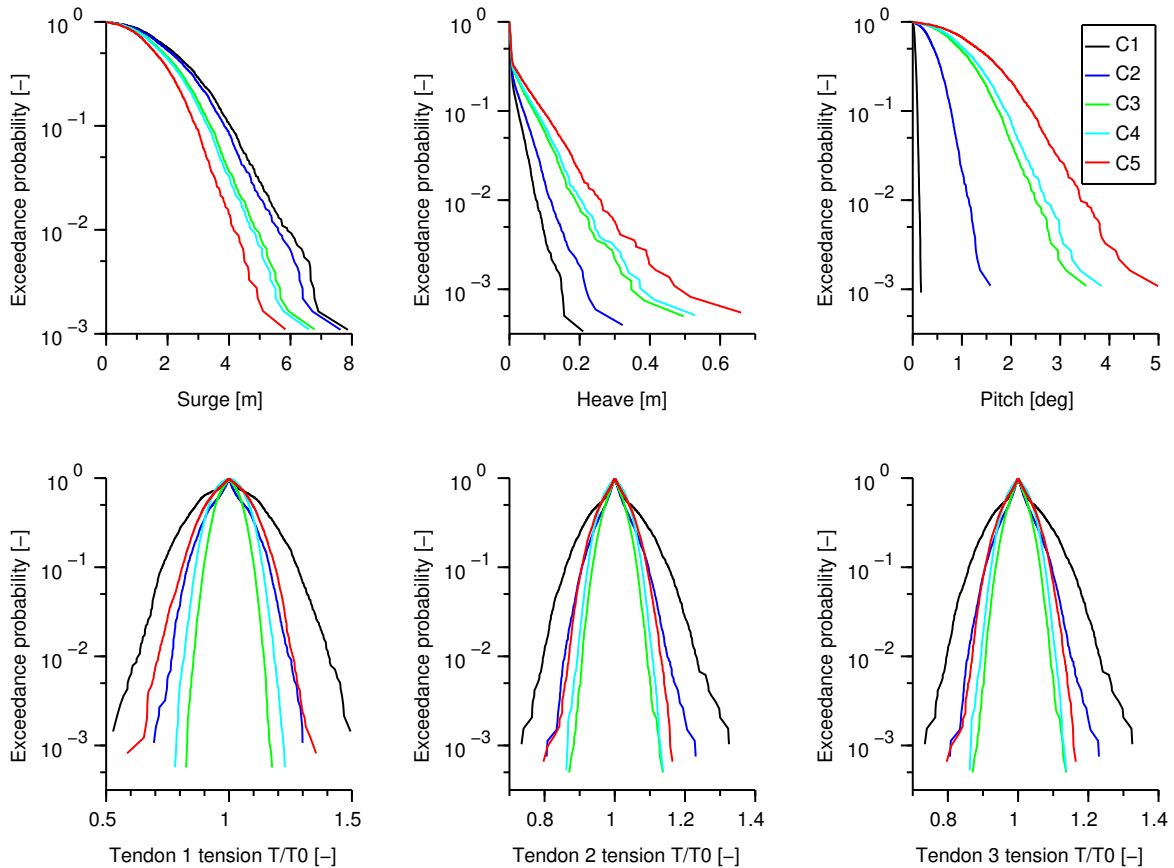 10^0
10^−1
10^−2
10^−3
0 2 4 6 8
Exceedance probability [−]
Surge [m]
10^0
10^−1
10^−2
10^−3
0 0.2 0.4 0.6
Exceedance probability [−]
Heave [m]
10^0
10^−1
10^−2
10^−3
0 1 2 3 4 5
Exceedance probability [−]
Pitch [deg]
C1
C2
C3
C4
C5
10^0
10^−1
10^−2
10^−3
0.5 1 1.5
Exceedance probability [−]
Tendon 1 tension T/T0 [−]
10^0
10^−1
10^−2
10^−3
0.8 1 1.2 1.4
Exceedance probability [−]
Tendon 2 tension T/T0 [−]
10^0
10^−1
10^−2
10^−3
0.8 1 1.2 1.4
Exceedance probability [−]
Tendon 3 tension T/T0 [−]